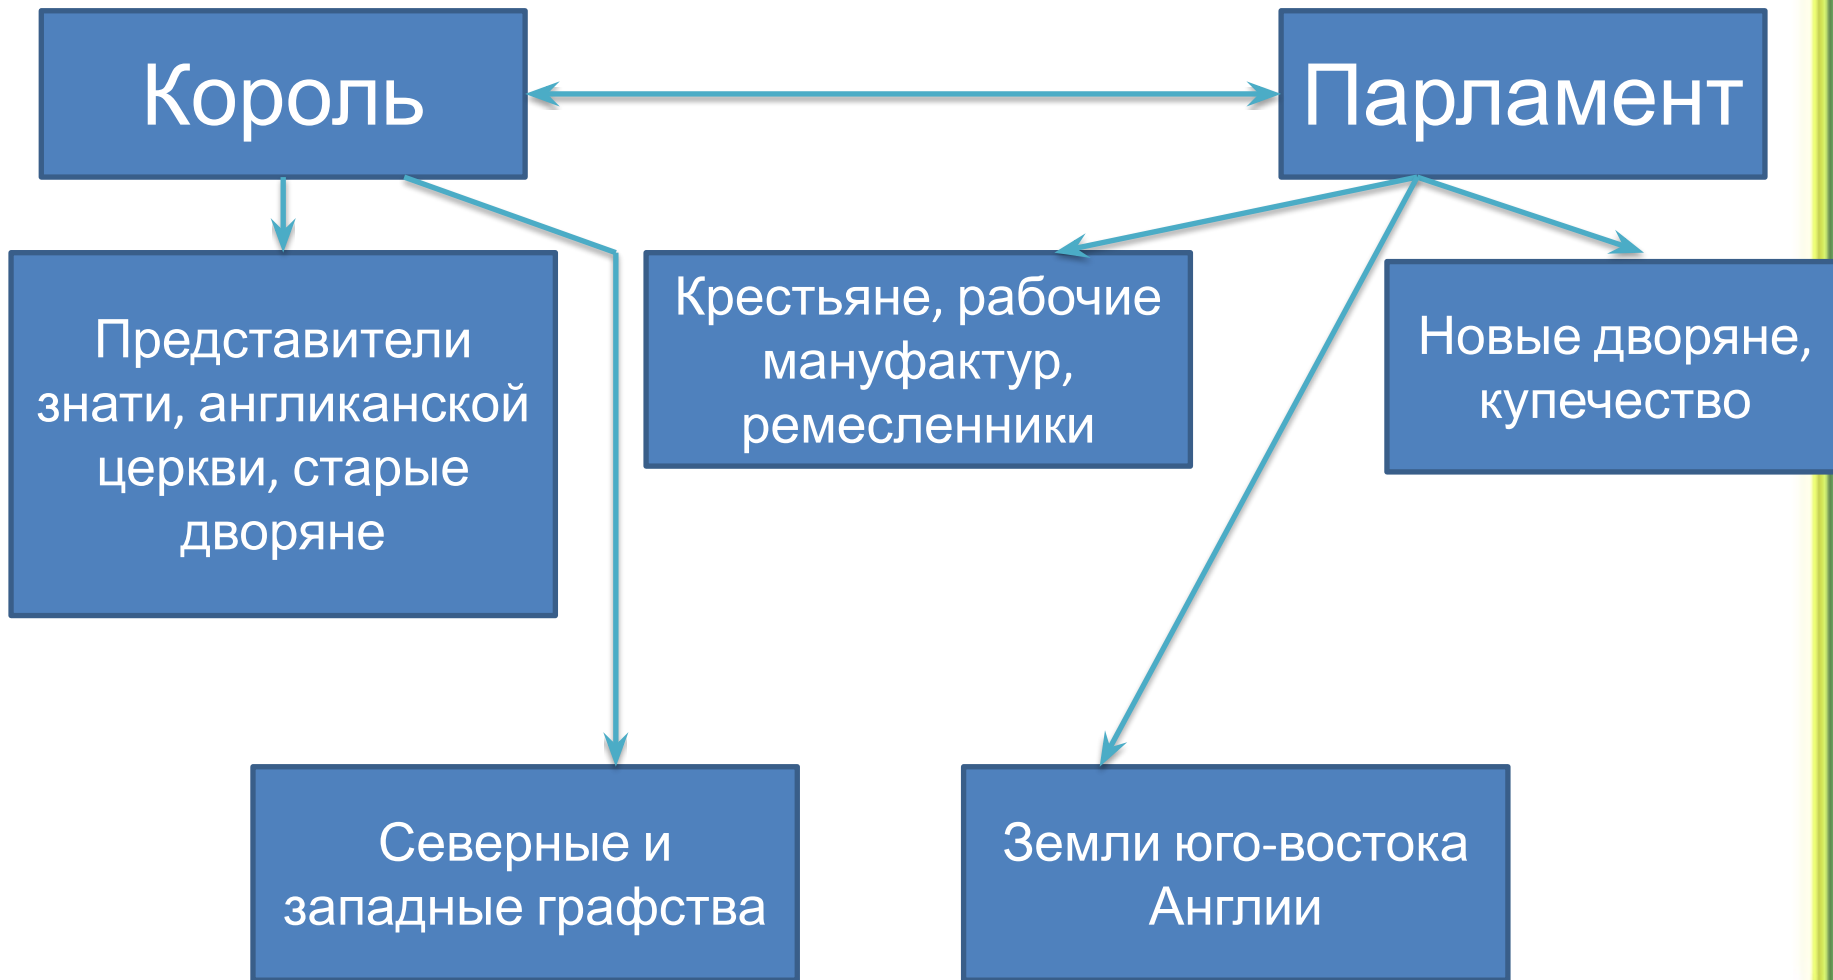 Король
Парламент
Представители
знати, англиканской
церкви, старые
дворяне
Крестьяне, рабочие
мануфактур,
ремесленники
Новые дворяне,
купечество
Северные и
западные графства
Земли юго-востока
Англии